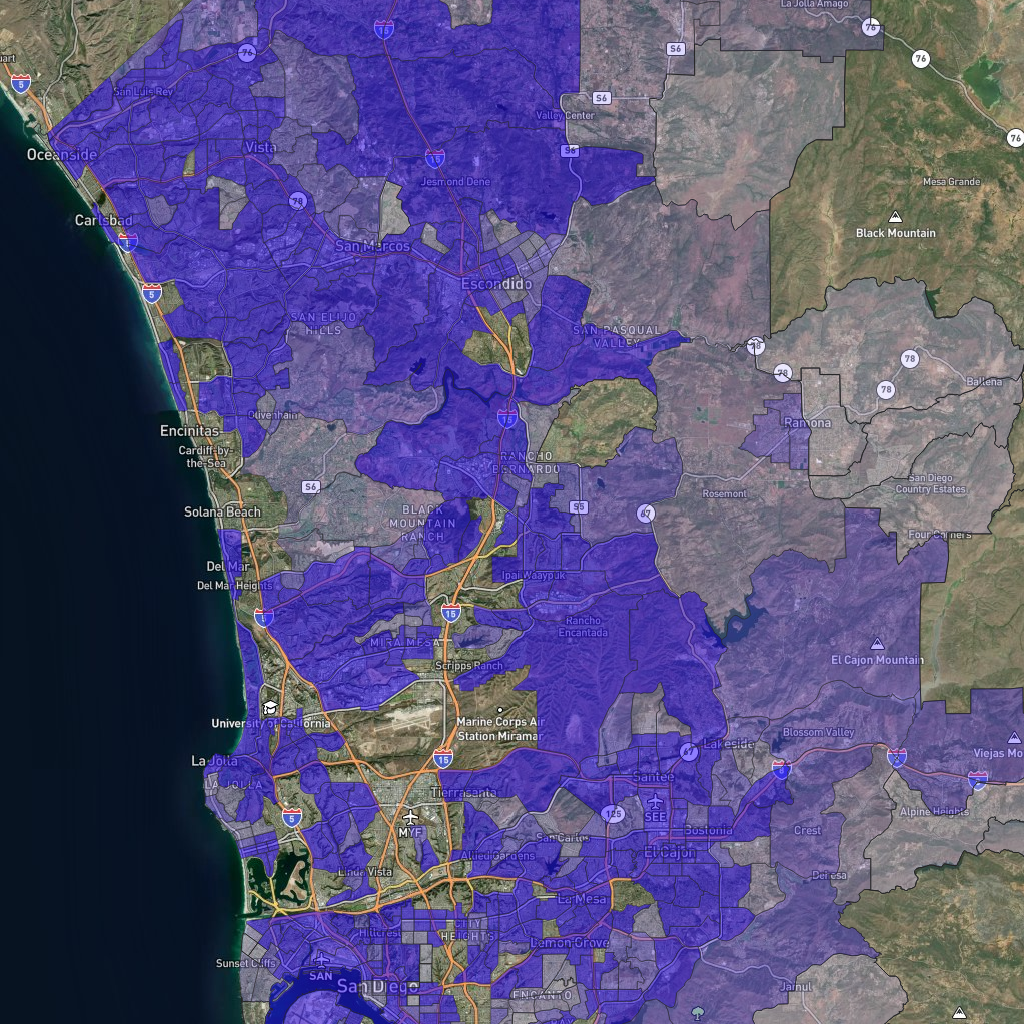 La Jolla Amago
15
76
S6
76
76
5
San Luis Rey
S6
Valley Center
76
Oceanside
Vista
15
S6
Jesmond Dene
Mesa Grande
78
Carlsbad
Black Mountain
San Marcos
5
Escondido
SAN ELIJO
HILLS
SAN PASQUAL
VALLEY
78
78
78
78
Ballena
15
Olivenhain
Ramona
Encinitas
Cardiff-by-
the-Sea
RANCHO
BERNARDO
San Diego
Country Estates
S6
Rosemont
S5
67
Solana Beach
BLACK
MOUNTAIN
RANCH
Four Corners
Del Mar
Del Mar Heights
Ipai Waaypuk
15
Rancho
Encantada
MIRA MESA
El Cajon Mountain
Scripps Ranch
University of California
Marine Corps Air
Station Miramar
Blossom Valley
Lakeside
67
Viejas Mo
La Jolla
15
8
LA JOLLA
Santee
Tierrasanta
5
MYF
SEE
125
Alpine Heights
San Carlos
Bostonia
Crest
Allied Gardens
El Cajon
Linda Vista
Dehesa
La Mesa
CITY
HEIGHTS
Hillcrest
Lemon Grove
Sunset Cliffs
SAN
San Diego
ENCANTO
Jamul
BAY